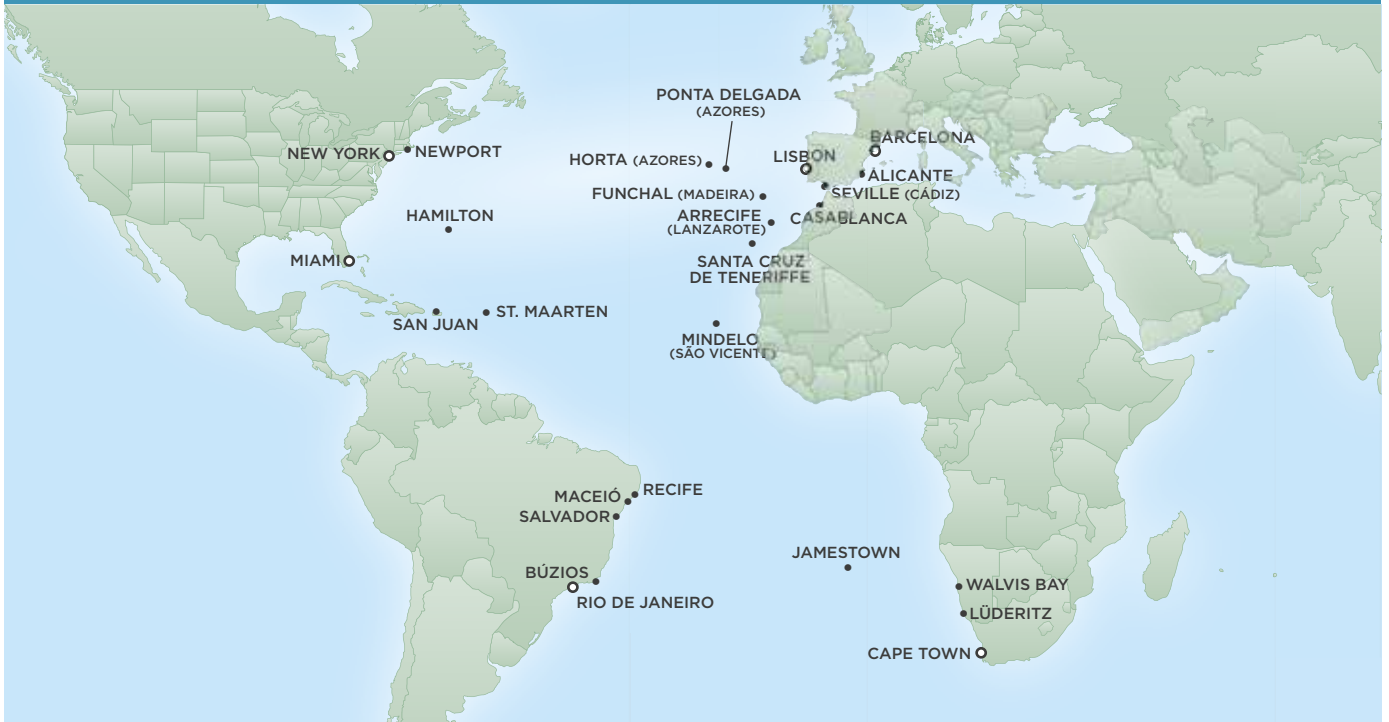 PONTA DELGADA
(AZORES)
NEW YORK
NEWPORT
HORTA (AZORES)
LISBON
BARCELONA
ALICANTE
FUNCHAL (MADEIRA)
SEVILLE (CÁDIZ)
HAMILTON
ARRECIFE
(LANZAROTE)
CASABLANCA
MIAMI
SANTA CRUZ
DE TENERIFFE
SAN JUAN
ST. MAARTEN
MINDELO
(SÃO VICENTE)
MACEIÓ
RECIFE
SALVADOR
JAMESTOWN
BÚZIOS
RIO DE JANEIRO
WALVIS BAY
LÜDERITZ
CAPE TOWN